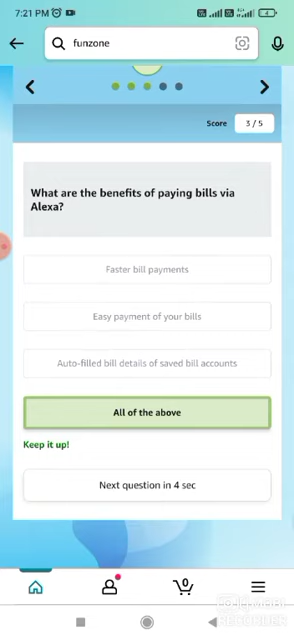 7:21 PM
funzone
Score 3 / 5
What are the benefits of paying bills via
Alexa?
Faster bill payments
Easy payment of your bills
Auto-filled bill details of saved bill accounts
All of the above
Keep it up!
Next question in 4 sec
0
RECORDER